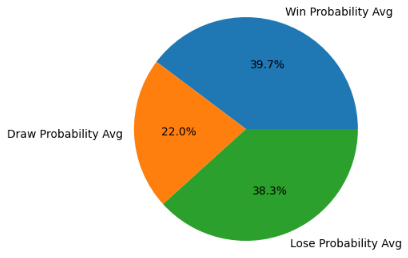 Win Probability Avg
39.7%
Draw Probability Avg
22.0%
38.3%
Lose Probability Avg